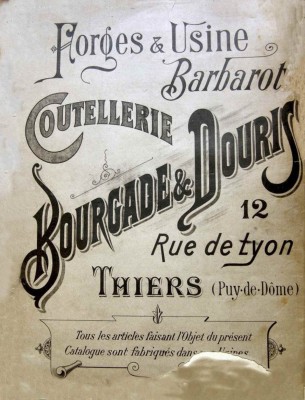 Forges & Usine
Barbarot
COUTELLERIE
BOURGADE & DOURIS
12
Rue de Lyon
THIERS (Puy-de-Dôme)
Tous les articles faisant l'Objet du présent
Catalogue sont fabriqués dans Usines